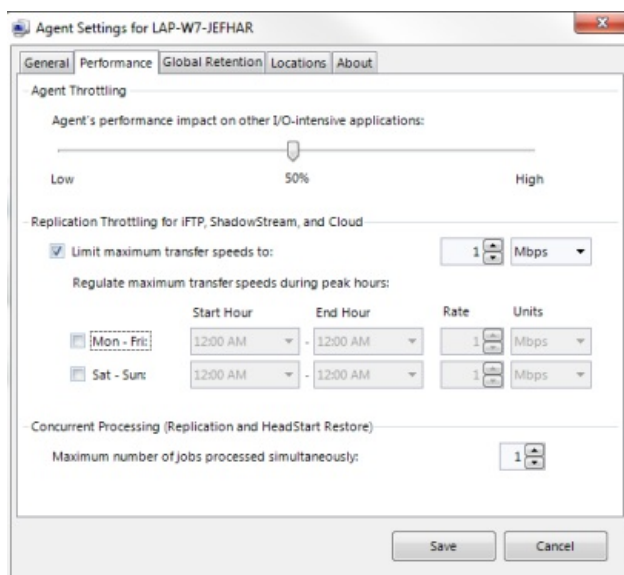 Agent Settings for LAP-W7-JEFHAR
General Performance Global Retention Locations About
Agent Throttling
Agent's performance impact on other I/O-intensive applications:
Low 50% High
Replication Throttling for iFTP, ShadowStream, and Cloud
Limit maximum transfer speeds to: 1 Mbps
Regulate maximum transfer speeds during peak hours:
Start Hour End Hour Rate Units
Mon - Fri: 12:00 AM - 12:00 AM 1 Mbps
Sat - Sun: 12:00 AM - 12:00 AM 1 Mbps
Concurrent Processing (Replication and HeadStart Restore)
Maximum number of jobs processed simultaneously: 1
Save Cancel